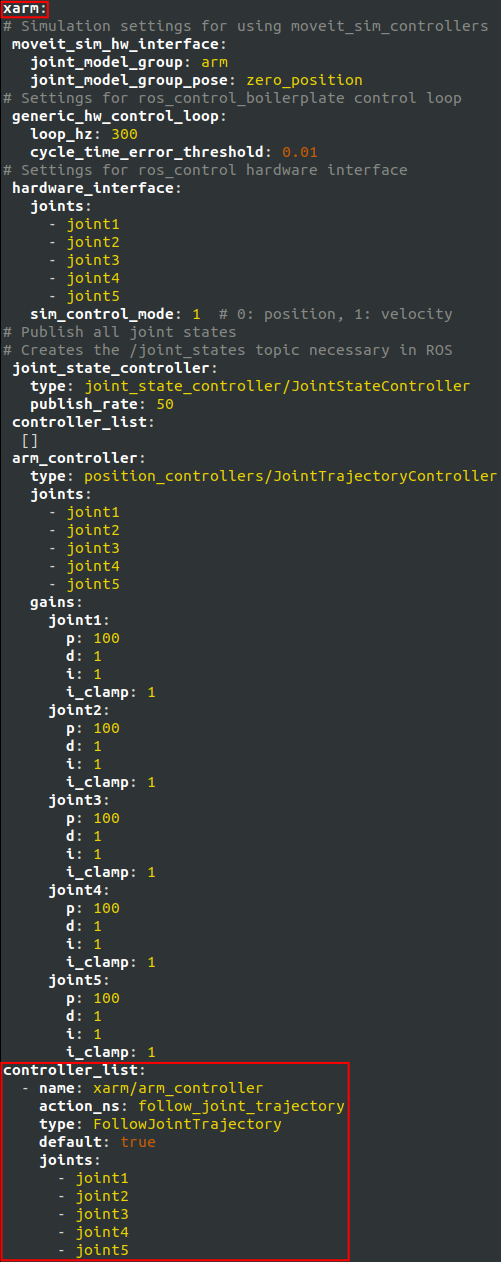 xarm:
# Simulation settings for using moveit_sim_controllers
 moveit_sim_hw_interface:
   joint_model_group: arm
   joint_model_group_pose: zero_position
# Settings for ros_control_boilerplate control loop
 generic_hw_control_loop:
   loop_hz: 300
   cycle_time_error_threshold: 0.01
# Settings for ros_control hardware interface
 hardware_interface:
   joints:
     - joint1
     - joint2
     - joint3
     - joint4
     - joint5
   sim_control_mode: 1  # 0: position, 1: velocity
# Publish all joint states
# Creates the /joint_states topic necessary in ROS
 joint_state_controller:
   type: joint_state_controller/JointStateController
   publish_rate: 50
 controller_list:
  []
 arm_controller:
   type: position_controllers/JointTrajectoryController
   joints:
     - joint1
     - joint2
     - joint3
     - joint4
     - joint5
   gains:
     joint1:
       p: 100
       d: 1
       i: 1
       i_clamp: 1
     joint2:
       p: 100
       d: 1
       i: 1
       i_clamp: 1
     joint3:
       p: 100
       d: 1
       i: 1
       i_clamp: 1
     joint4:
       p: 100
       d: 1
       i: 1
       i_clamp: 1
     joint5:
       p: 100
       d: 1
       i: 1
       i_clamp: 1
controller_list:
  - name: xarm/arm_controller
    action_ns: follow_joint_trajectory
    type: FollowJointTrajectory
    default: true
    joints:
      - joint1
      - joint2
      - joint3
      - joint4
      - joint5